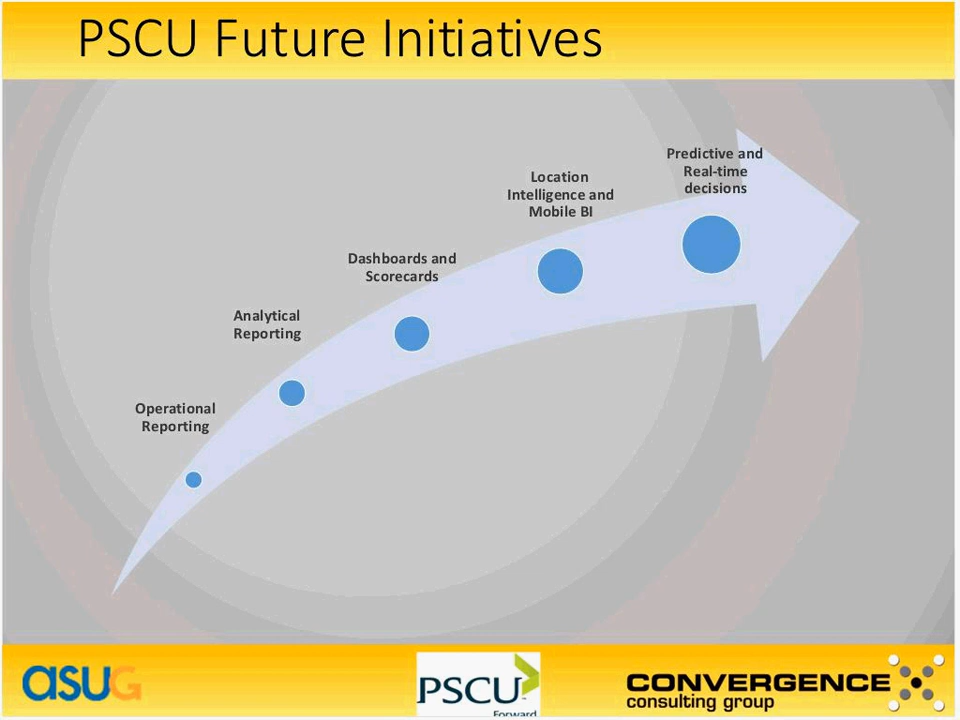 PSCU Future Initiatives
Predictive and
Real-time
decisions
Location
Intelligence and
Mobile BI
Dashboards and
Scorecards
Analytical
Reporting
Operational
Reporting
asuG
PSCU
Forward
CONVERGENCE
consulting group